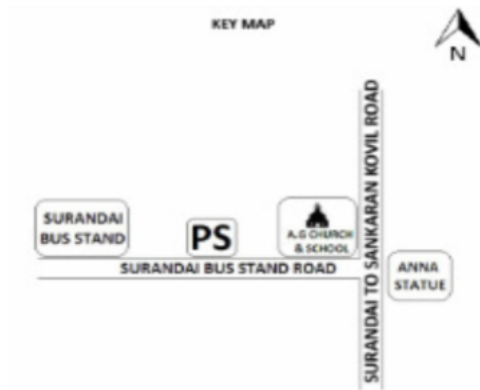 KEY MAP
N
SURANDAI TO SANKARAN KOVIL ROAD
SURANDAI
BUS STAND
PS
A.G CHURCH
& SCHOOL
SURANDAI BUS STAND ROAD
ANNA
STATUE